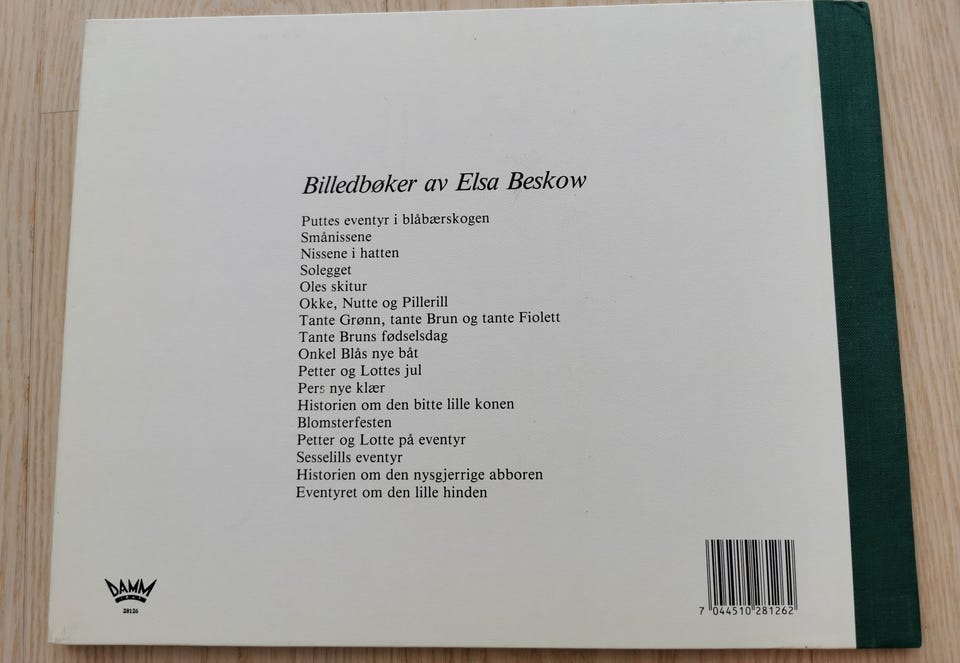 Billedbøker av Elsa Beskow
Puttes eventyr i blåbærskogen
Smånissene
Nissene i hatten
Solegget
Oles skitur
Okke, Nutte og Pillerill
Tante Grønn, tante Brun og tante Fiolett
Tante Bruns fødselsdag
Onkel Blås nye båt
Petter og Lottes jul
Pers nye klær
Historien om den bitte lille konen
Blomsterfesten
Petter og Lotte på eventyr
Sesselills eventyr
Historien om den nysgjerrige abboren
Eventyret om den lille hinden
DAMM
28126
7 044510 281262